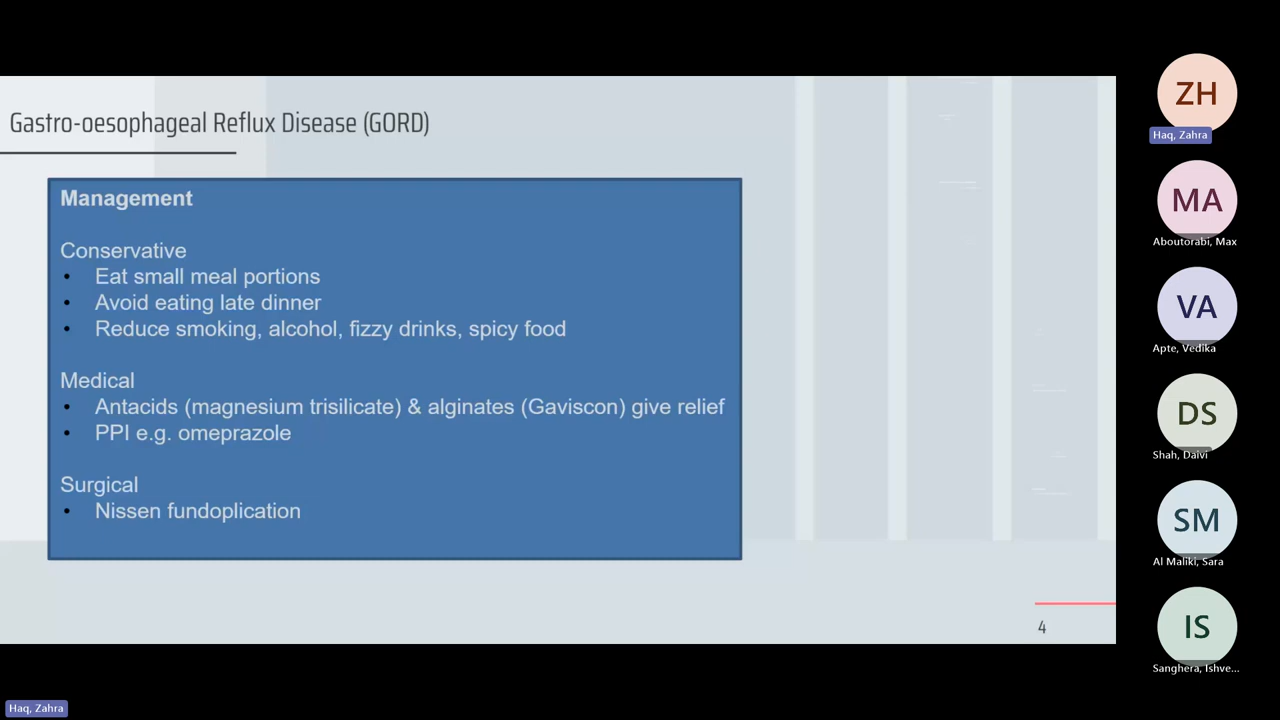 Gastro-oesophageal Reflux Disease (GORD)
Management
Conservative
• Eat small meal portions
• Avoid eating late dinner
• Reduce smoking, alcohol, fizzy drinks, spicy food
Medical
• Antacids (magnesium trisilicate) & alginates (Gaviscon) give relief
• PPI e.g. omeprazole
Surgical
• Nissen fundoplication
4
ZH
Haq, Zahra
MA
Aboutorabi, Max
VA
Apte, Vedika
DS
Shah, Daivi
SM
Al Maliki, Sara
IS
Sanghera, Ishve...
Haq, Zahra